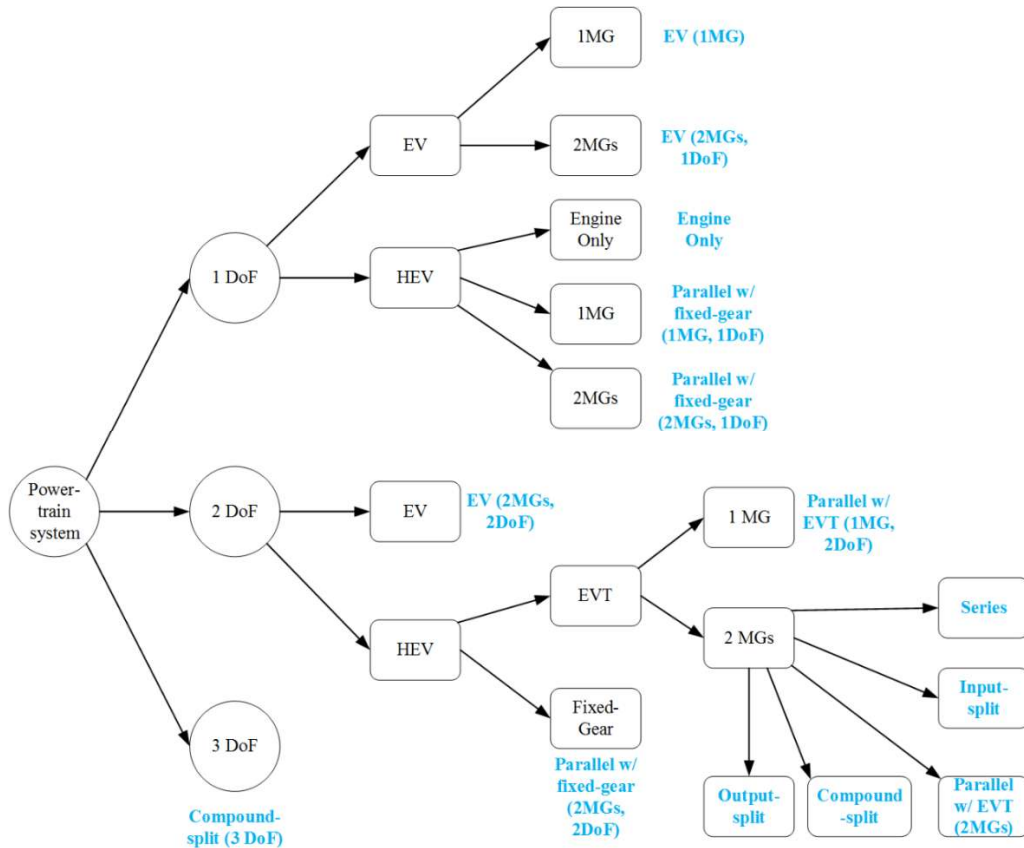 1MG
EV (1MG)
EV
2MGs
EV (2MGs,
1DoF)
Engine
Only
Engine
Only
1 DoF
HEV
1MG
Parallel w/
fixed-gear
(1MG, 1DoF)
2MGs
Parallel w/
fixed-gear
(2MGs, 1DoF)
Power-
train
system
2 DoF
EV
EV (2MGs,
2DoF)
1 MG
Parallel w/
EVT (1MG,
2DoF)
EVT
HEV
2 MGs
Series
Input-
split
Fixed-
Gear
Parallel w/
fixed-gear
(2MGs,
2DoF)
3 DoF
Compound-
split (3 DoF)
Output-
split
Compound
-split
Parallel
w/ EVT
(2MGs)